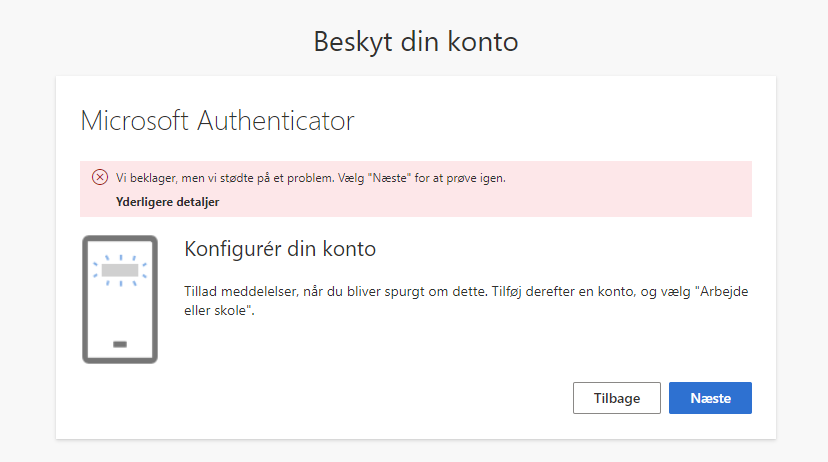 Beskyt din konto
Microsoft Authenticator
Vi beklager, men vi stødte på et problem. Vælg "Næste" for at prøve igen.
Yderligere detaljer
Konfigurér din konto
Tillad meddelelser, når du bliver spurgt om dette. Tilføj derefter en konto, og vælg "Arbejde
eller skole".
Tilbage
Næste